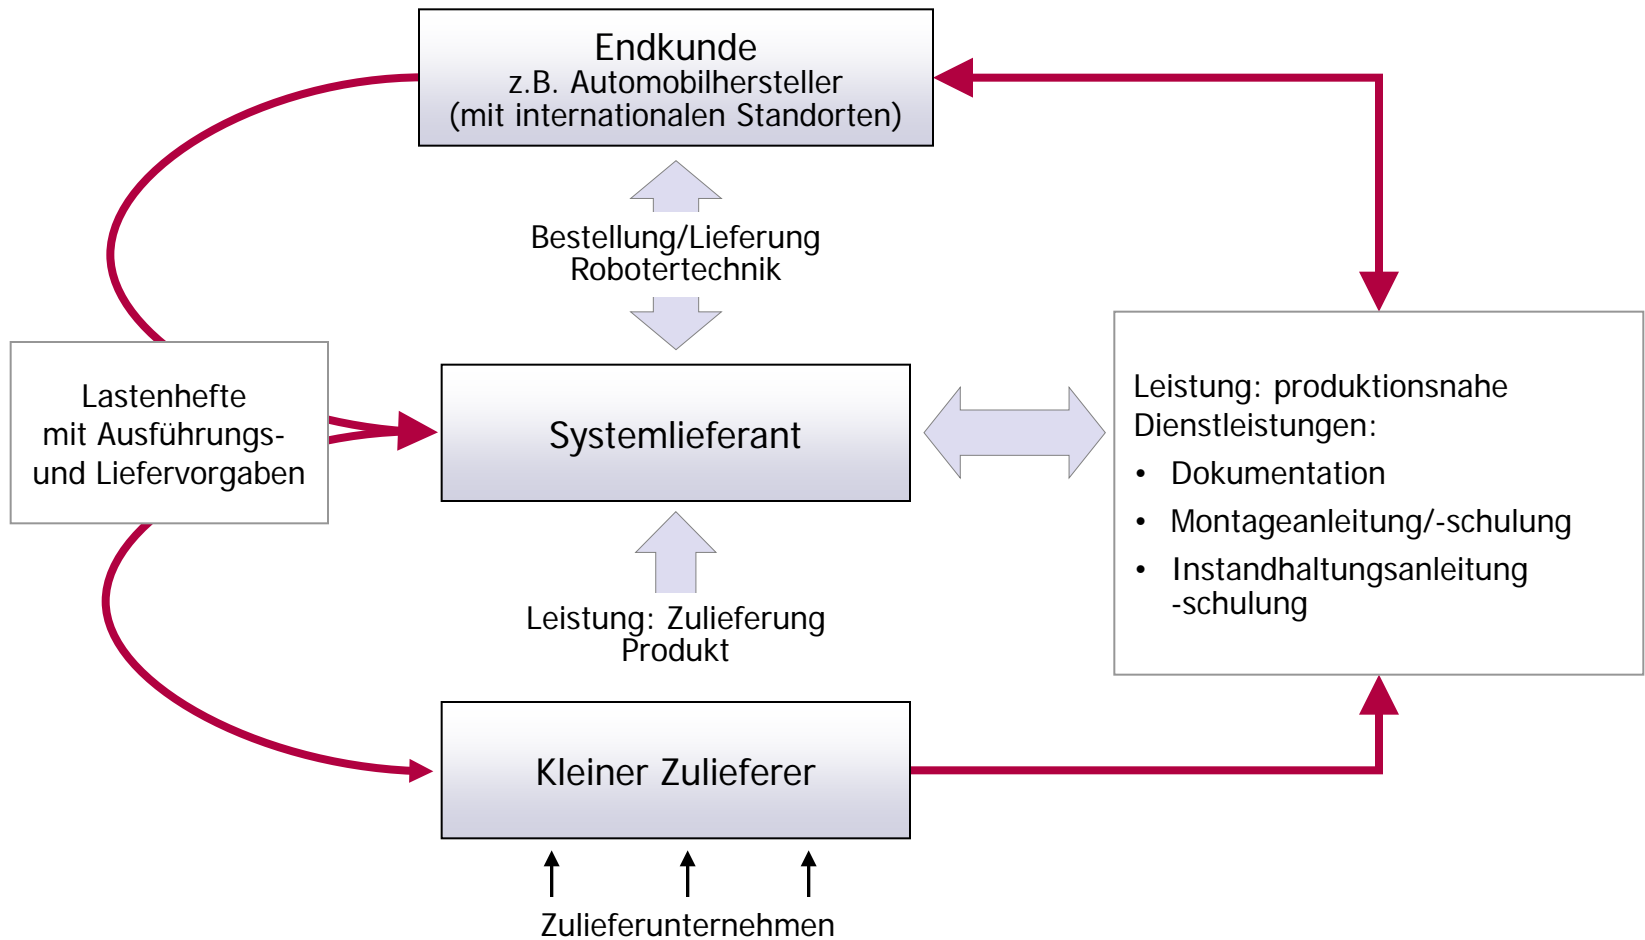 Endkunde
z.B. Automobilhersteller
(mit internationalen Standorten)
Bestellung/Lieferung
Robotertechnik
Lastenhefte
mit Ausführungs-
und Liefervorgaben
Systemlieferant
Leistung: produktionsnahe
Dienstleistungen:
• Dokumentation
• Montageanleitung/-schulung
• Instandhaltungsanleitung
-schulung
Leistung: Zulieferung
Produkt
Kleiner Zulieferer
Zulieferunternehmen